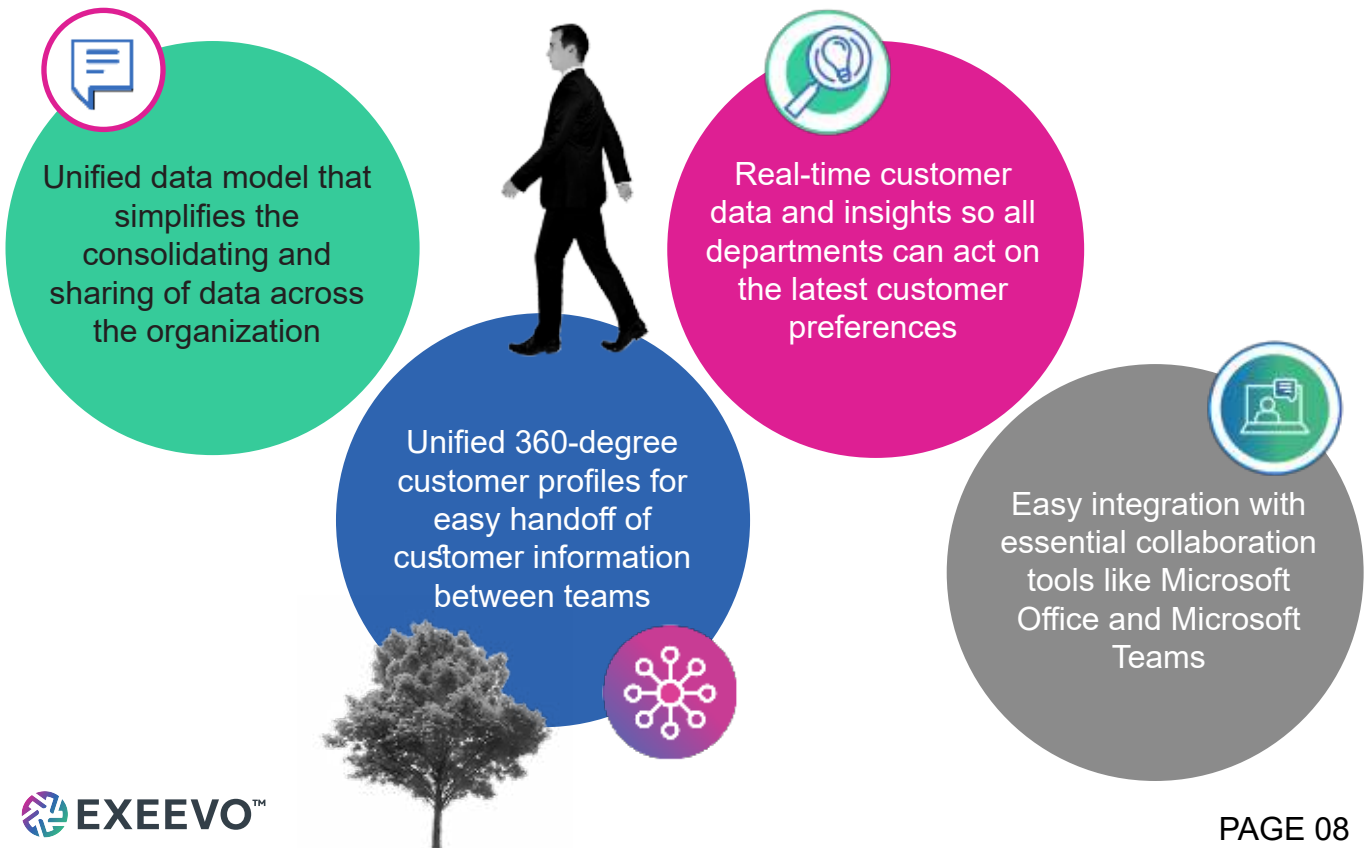 Unified data model that
simplifies the
consolidating and
sharing of data across
the organization
Unified 360-degree
customer profiles for
easy handoff of
customer information
between teams
Real-time customer
data and insights so all
departments can act on
the latest customer
preferences
Easy integration with
essential collaboration
tools like Microsoft
Office and Microsoft
Teams
EXEEVO™
PAGE 08